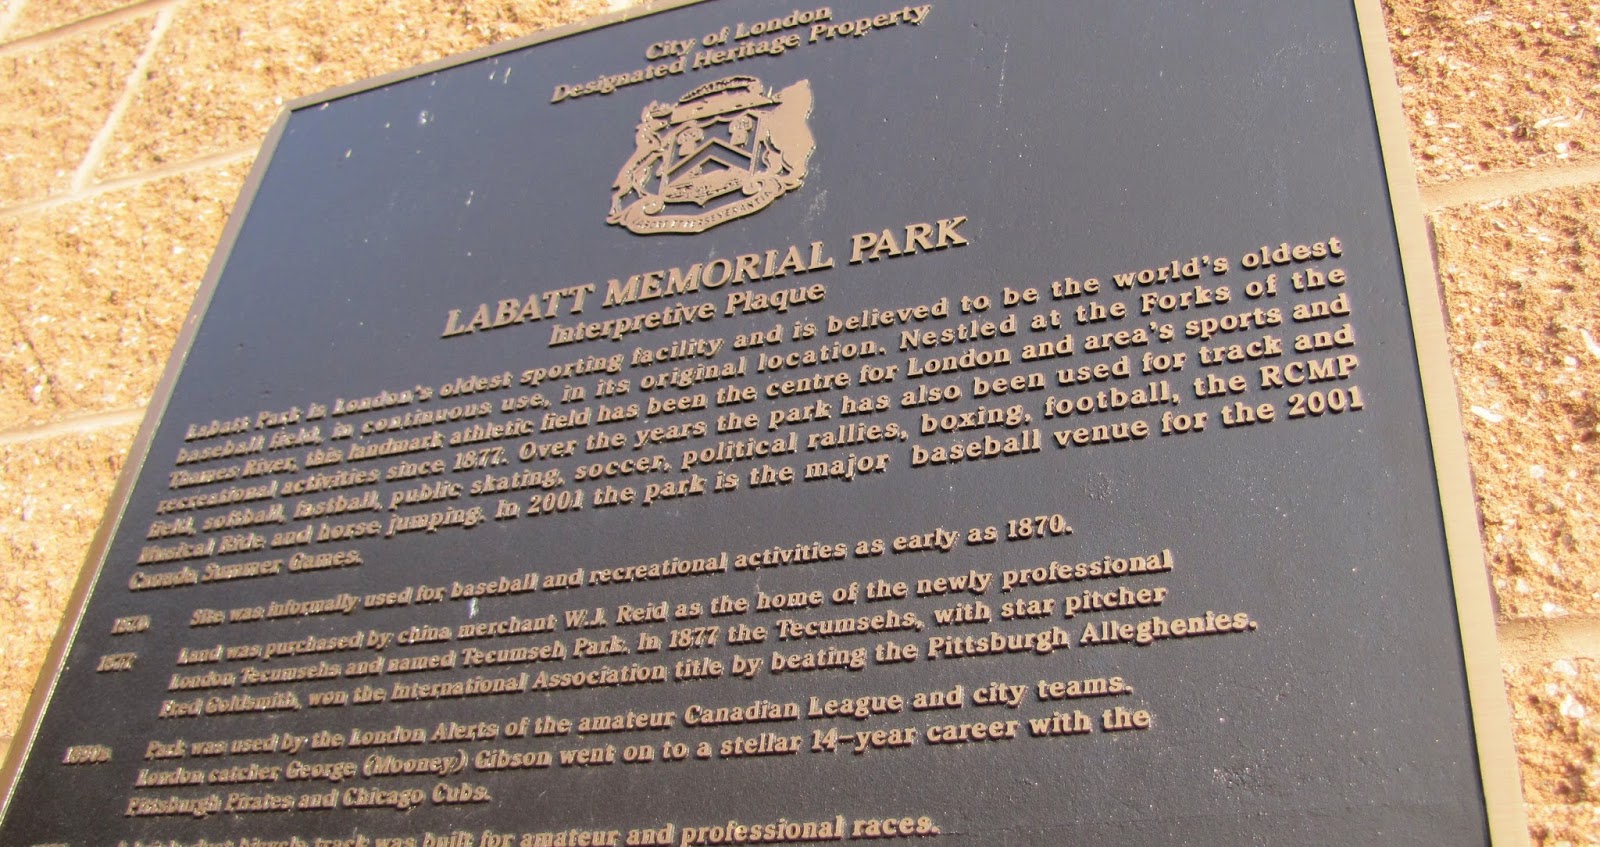 City of London
Designated Heritage Property
LABATT MEMORIAL PARK
Interpretive Plaque
Labatt Park is London's oldest sporting facility and is believed to be the world's oldest
baseball field, in continuous use, in its original location. Nestled at the Forks of the
Thames River, this landmark athletic field has been the centre for London and area's sports and
recreational activities since 1877. Over the years the park has also been used for track and
field, softball, fastball, public skating, soccer, political rallies, boxing, football, the RCMP
Musical Ride and horse jumping. In 2001 the park is the major baseball venue for the 2001
Canada Summer Games.
1870 Site was informally used for baseball and recreational activities as early as 1870.
1877 Land was purchased by china merchant W.J. Reid as the home of the newly professional
London Tecumsehs and named Tecumseh Park. In 1877 the Tecumsehs, with star pitcher
Fred Goldsmith, won the International Association title by beating the Pittsburgh Alleghenies.
1890s Park was used by the London Alerts of the amateur Canadian League and city teams.
London catcher George (Mooney) Gibson went on to a stellar 14-year career with the
Pittsburgh Pirates and Chicago Cubs.
bicycle track was built for amateur and professional races.